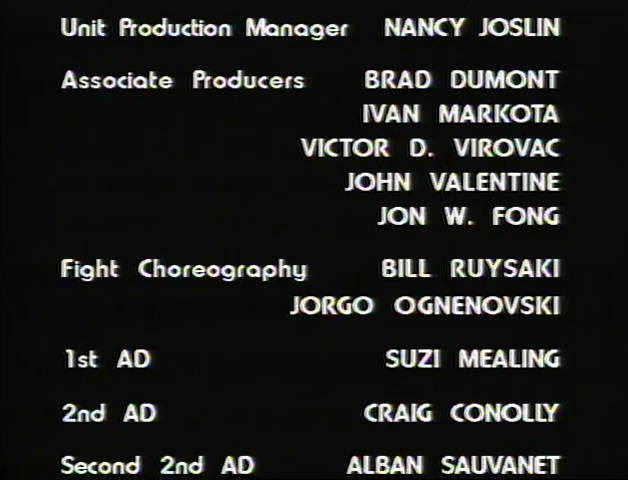 Unit Production Manager NANCY JOSLIN
Associate Producers BRAD DUMONT
IVAN MARKOTA
VICTOR D. VIROVAC
JOHN VALENTINE
JON W. FONG
Fight Choreography BILL RUYSAKI
JORGO OGNENOVSKI
1st AD SUZI MEALING
2nd AD CRAIG CONOLLY
Second 2nd AD ALBAN SAUVANET